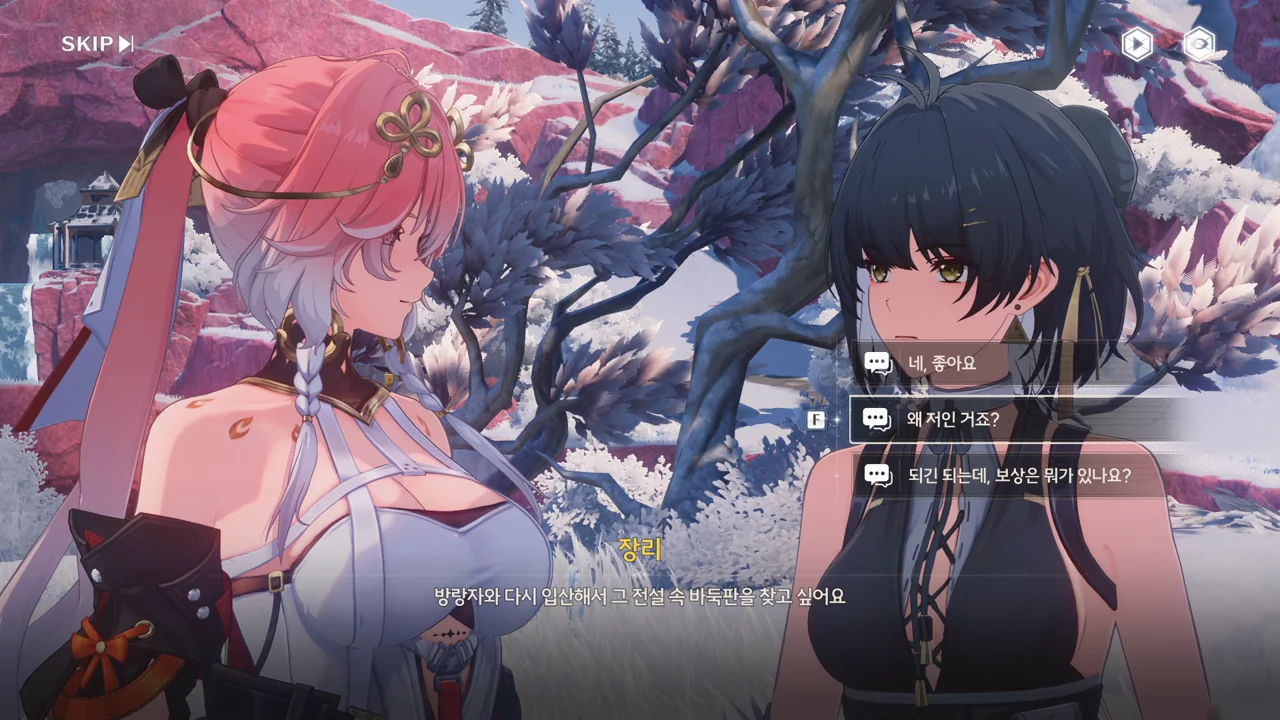 SKIP
네, 좋아요
F
왜 저인 거죠?
되긴 되는데, 보상은 뭐가 있나요?
장리
방랑자와 다시 입산해서 그 전설 속 바둑판을 찾고 싶어요